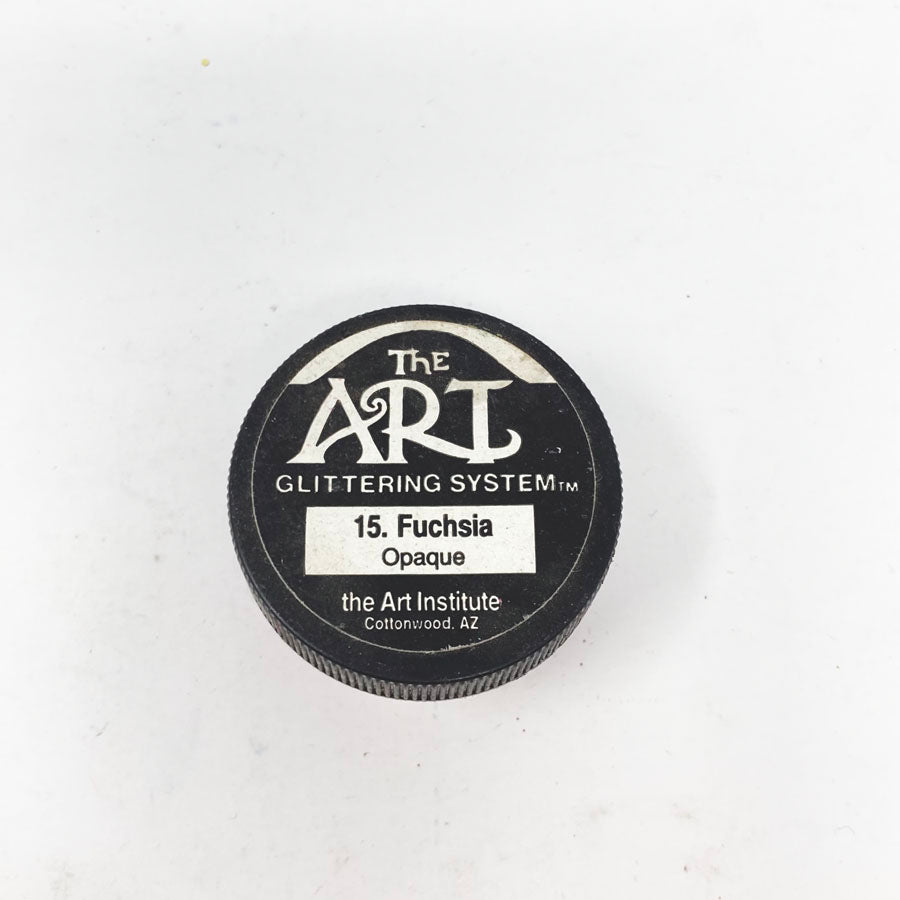 The
ART
GLITTERING SYSTEM™
15. Fuchsia
Opaque
the Art Institute
Cottonwood, AZ